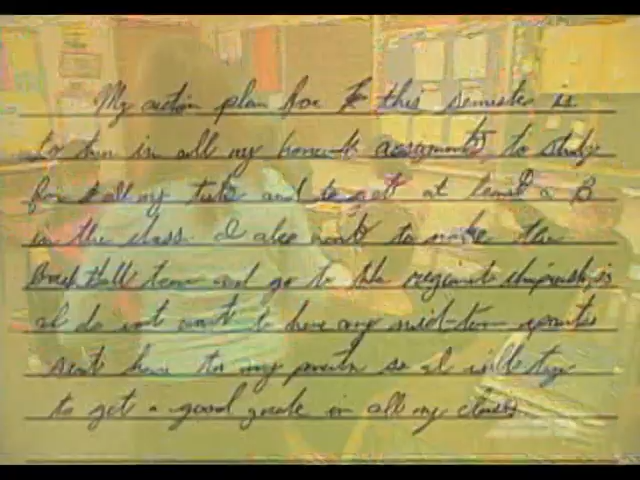 My action plan for this semester is
to turn in all my homework assignments to study
for all my tests and to get at least a B
in the class. I also want to make the
Basketball team and go to the regional
I do not want to have any mid-term reports
sent home to my parents so I will try
to get a good grade in all my classes.